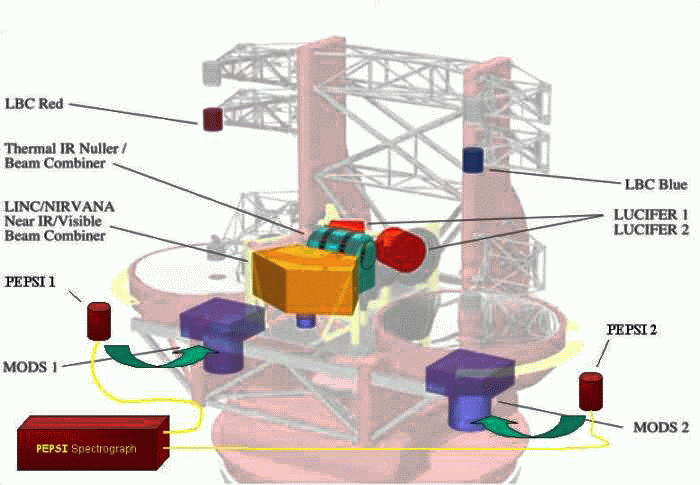 LBC Red
Thermal IR Nuller /
Beam Combiner
LINC/NIRVANA
Near IR/Visible
Beam Combiner
PEPSI 1
MODS 1
PEPSI Spectrograph
LBC Blue
LUCIFER 1
LUCIFER 2
PEPSI 2
MODS 2